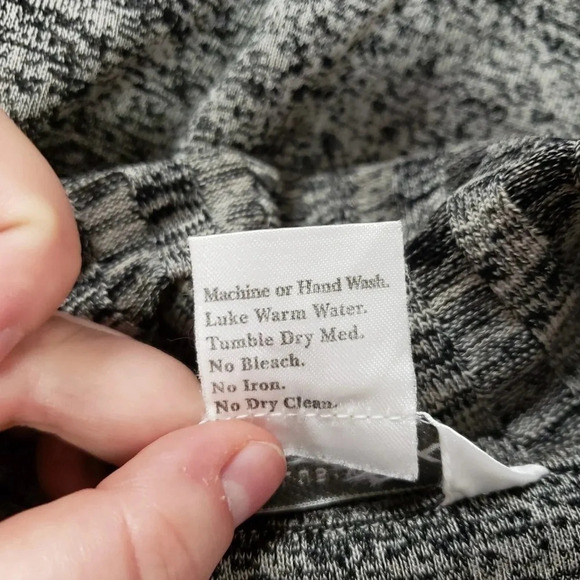 Machine or Hand Wash.
Luke Warm Water.
Tumble Dry Med.
No Bleach.
No Iron.
No Dry Clean.